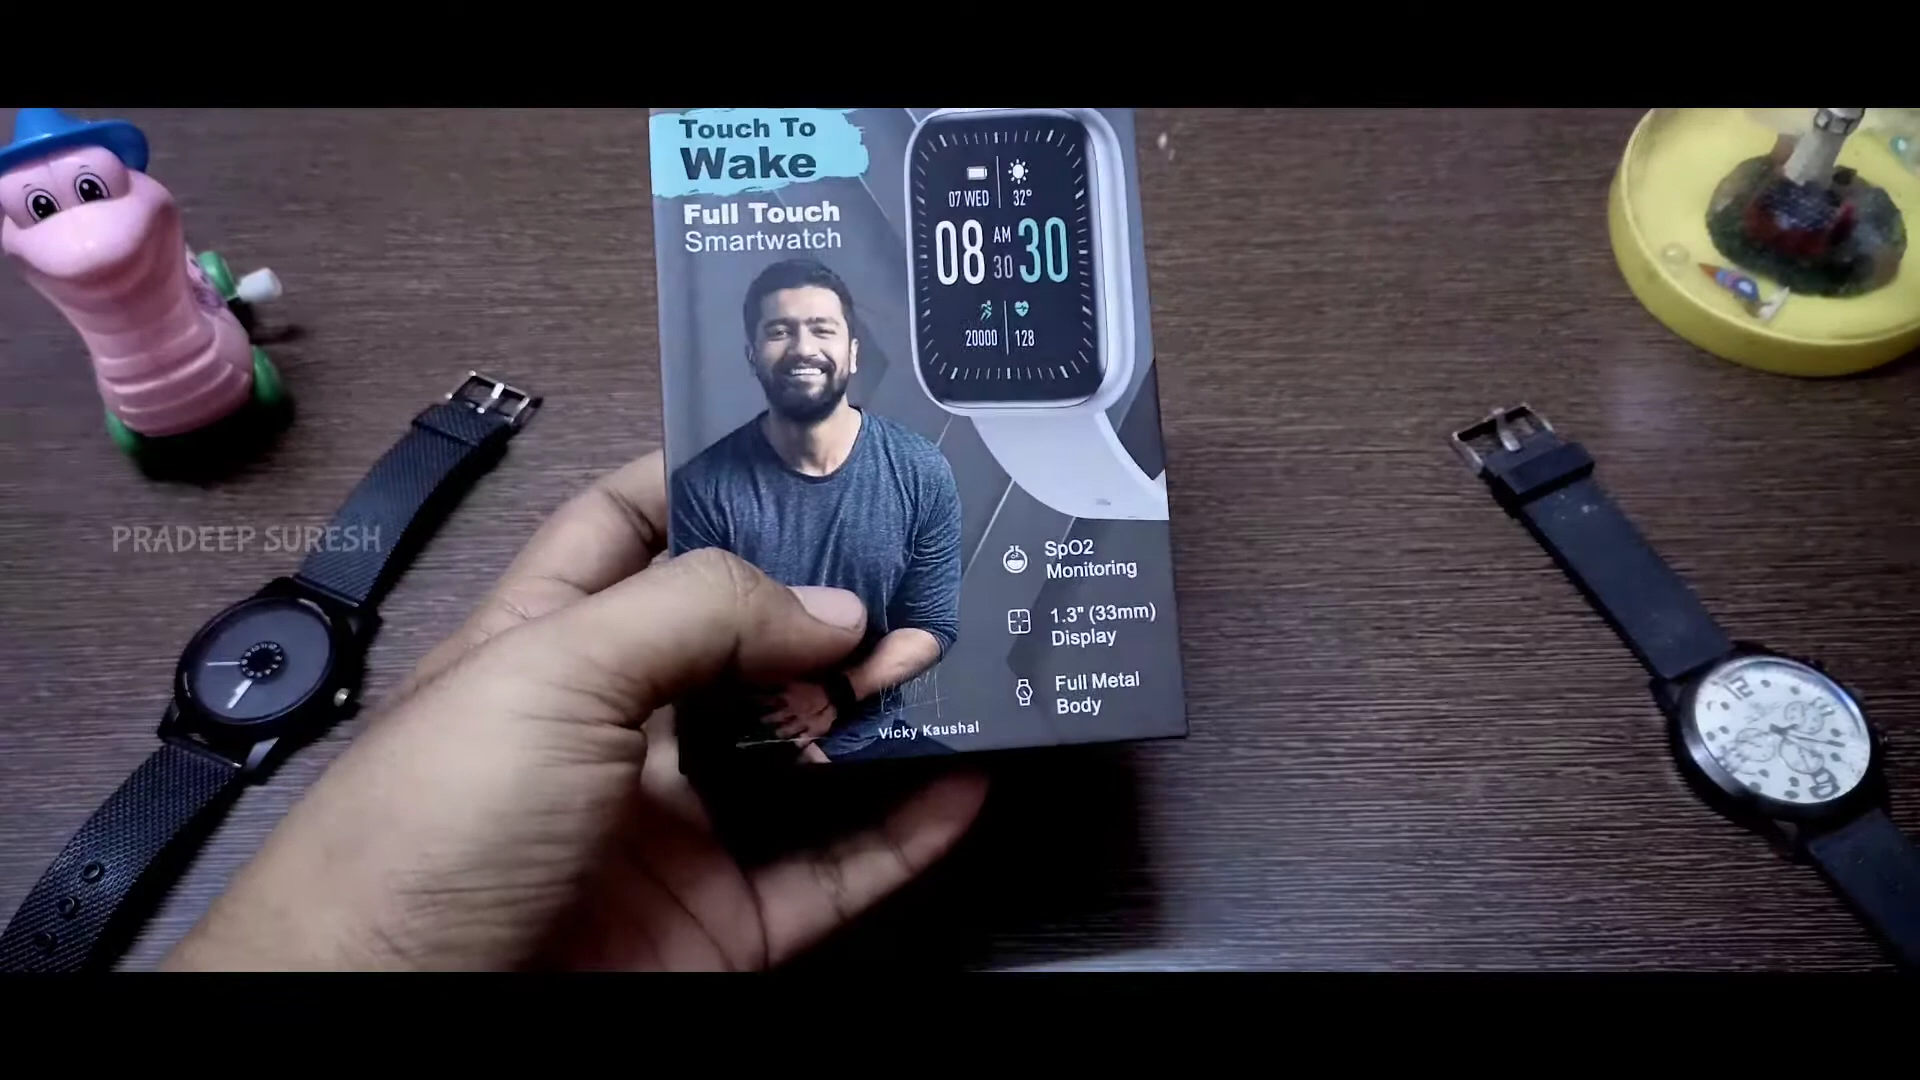 Touch To
Wake
Full Touch
Smartwatch
07 WED
32°
08
AM
30
30
20000
128
PRADEEP SURESH
SpO2
Monitoring
1.3" (33mm)
Display
Full Metal
Body
Vicky Kaushal
12